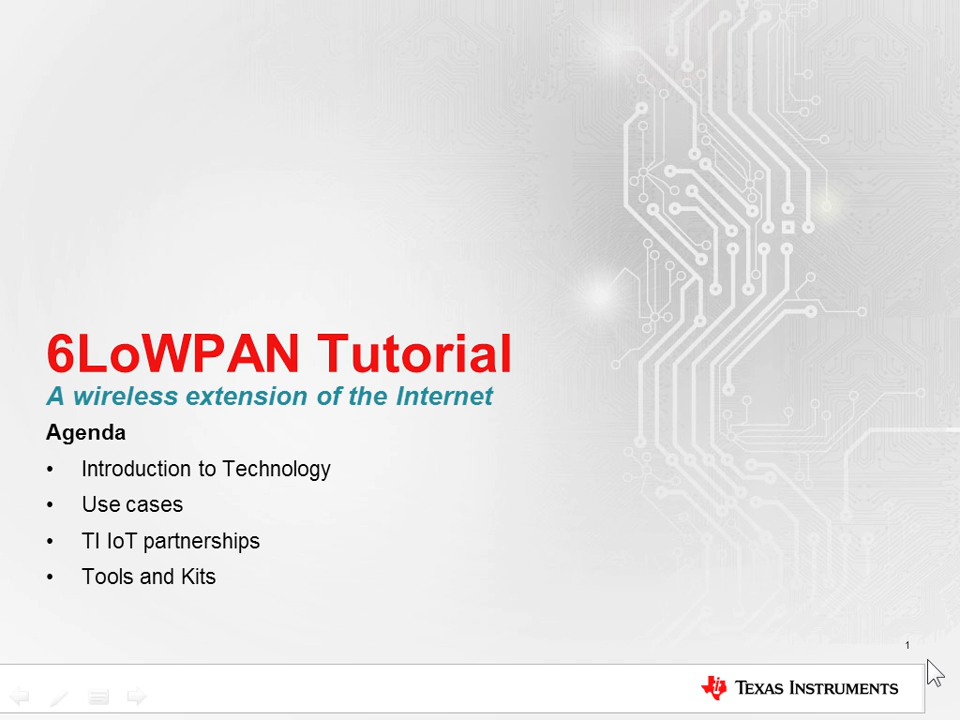 6LoWPAN Tutorial
A wireless extension of the Internet
Agenda
• Introduction to Technology
• Use cases
• TI IoT partnerships
• Tools and Kits
1
TEXAS INSTRUMENTS